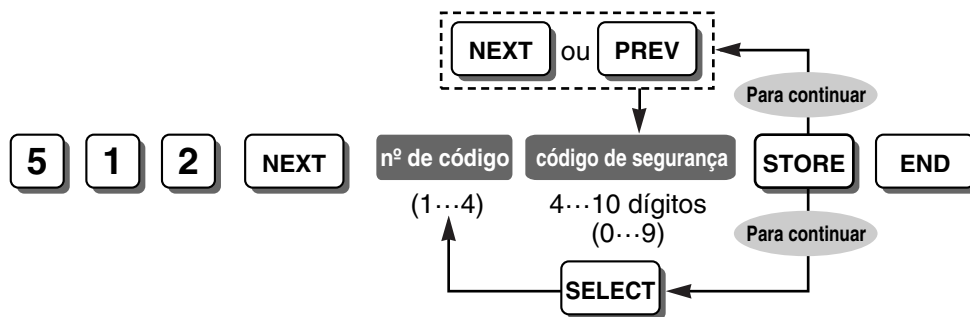 NEXT ou PREV
Para continuar
5 1 2 NEXT nº de código código de segurança STORE END
(1···4) 4···10 dígitos
(0···9)
Para continuar
SELECT